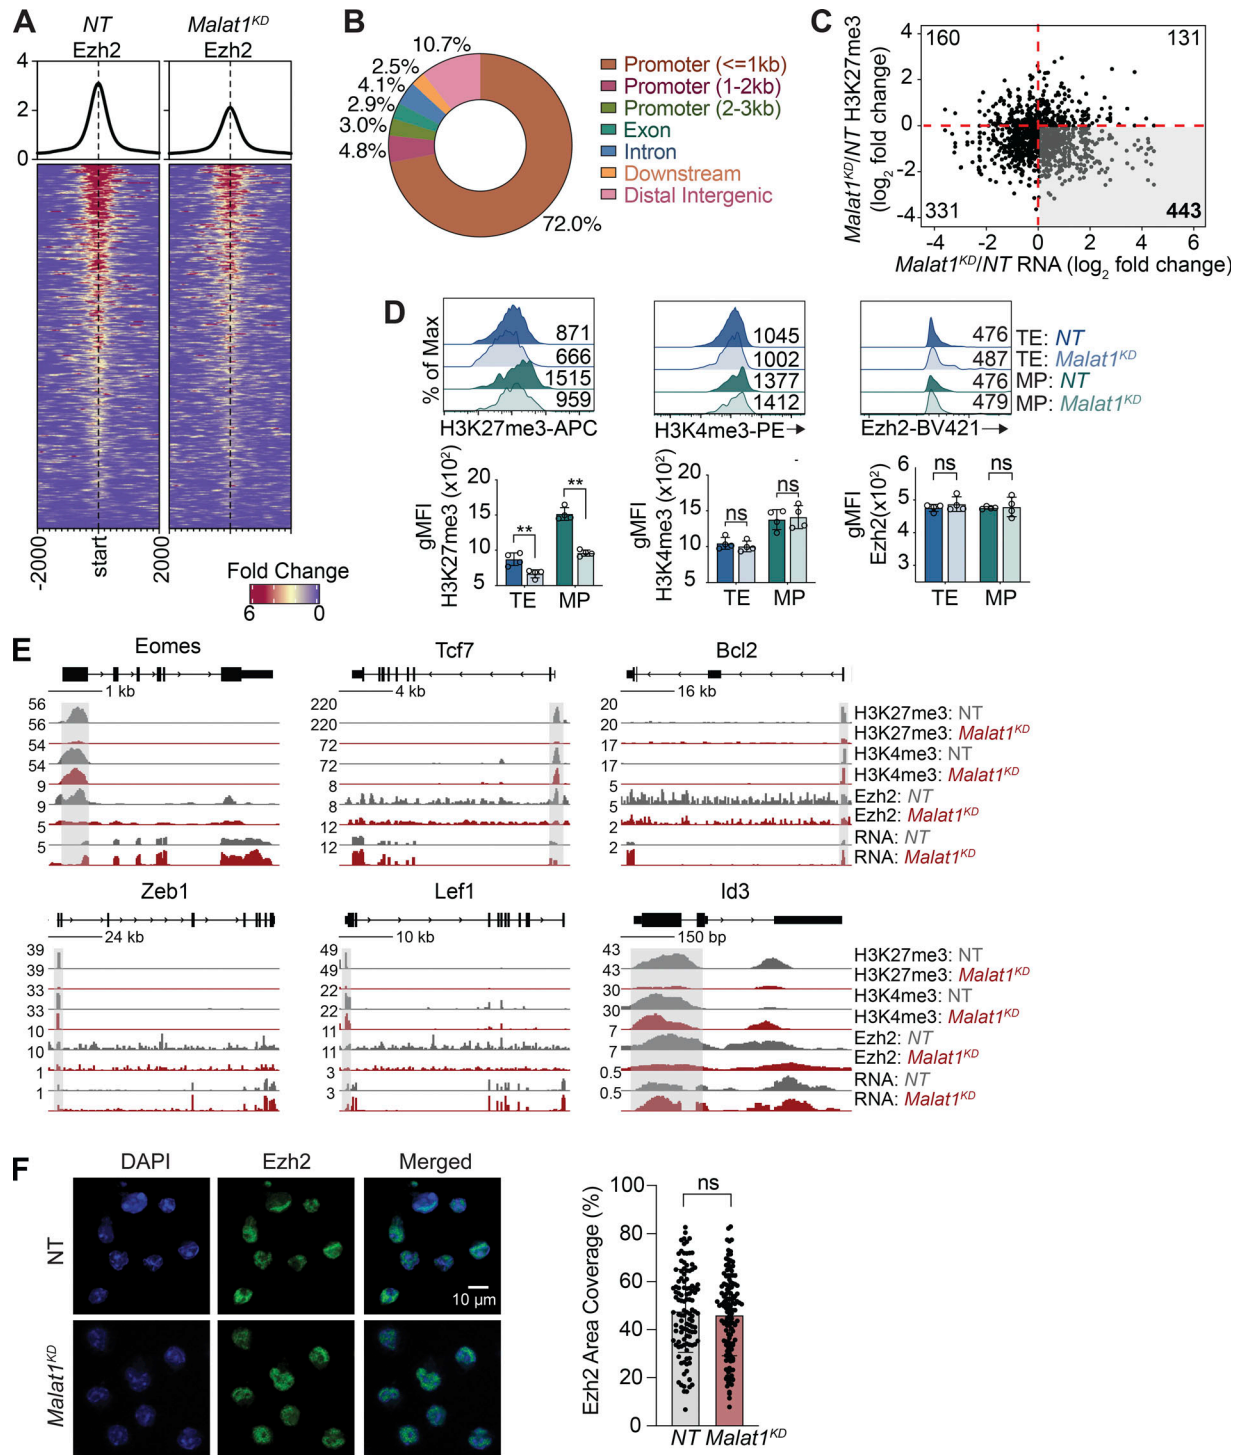 A
NT
Ezh2
Malat1KD
Ezh2
4
2
0
-2000
start
2000
Fold Change
6
0
B
10.7%
2.5%
4.1%
2.9%
3.0%
4.8%
72.0%
Promoter (<=1kb)
Promoter (1-2kb)
Promoter (2-3kb)
Exon
Intron
Downstream
Distal Intergenic
C
Malat1KD/NT H3K27me3
(log2 fold change)
4
2
0
-2
-4
160
131
331
443
-4
-2
0
2
4
6
Malat1KD/NT RNA (log2 fold change)
D
% of Max
871
666
1515
959
H3K27me3-APC
1045
1002
1377
1412
H3K4me3-PE
476
487
476
479
Ezh2-BV421
TE: NT
TE: Malat1KD
MP: NT
MP: Malat1KD
gMFI
H3K27me3 (x10²)
20
15
10
5
**
**
TE
MP
gMFI
H3K4me3 (x10²)
20
15
10
5
ns
ns
TE
MP
gMFI
Ezh2(x10²)
6
5
4
3
ns
ns
TE
MP
E
Eomes
1 kb
56
56
54
54
9
9
5
5
Tcf7
4 kb
220
220
72
72
8
8
12
12
Bcl2
16 kb
20
20
17
17
5
5
2
2
H3K27me3: NT
H3K27me3: Malat1KD
H3K4me3: NT
H3K4me3: Malat1KD
Ezh2: NT
Ezh2: Malat1KD
RNA: NT
RNA: Malat1KD
Zeb1
24 kb
39
39
33
33
10
10
1
1
Lef1
10 kb
49
49
22
22
11
11
3
3
Id3
150 bp
43
43
30
30
7
7
0.5
0.5
H3K27me3: NT
H3K27me3: Malat1KD
H3K4me3: NT
H3K4me3: Malat1KD
Ezh2: NT
Ezh2: Malat1KD
RNA: NT
RNA: Malat1KD
F
DAPI
Ezh2
Merged
NT
10 µm
Malat1KD
Ezh2 Area Coverage (%)
100
80
60
40
20
0
ns
NT
Malat1KD